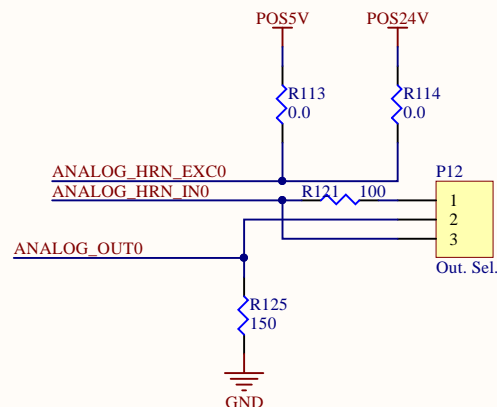 POS5V POS24V
R113 R114
0.0 0.0
ANALOG_HRN_EXC0 P12
ANALOG_HRN_IN0 R121 100 1
2
3
ANALOG_OUT0 Out. Sel.
R125
150
GND